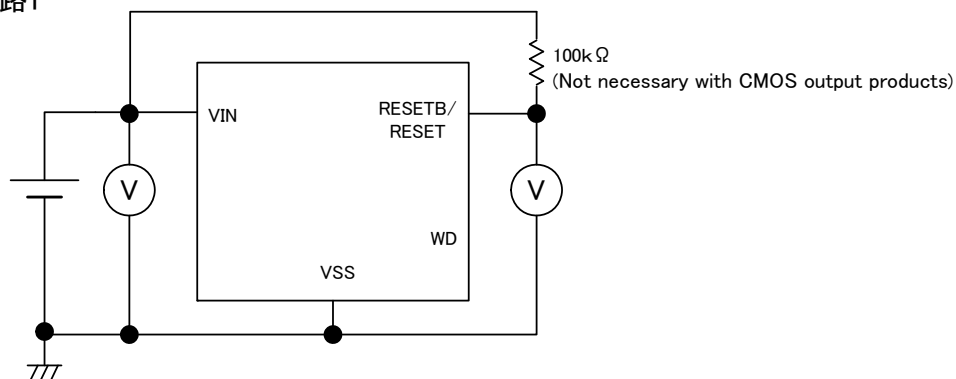 路1
100kΩ
(Not necessary with CMOS output products)
VIN
RESETB/
RESET
V
V
WD
VSS